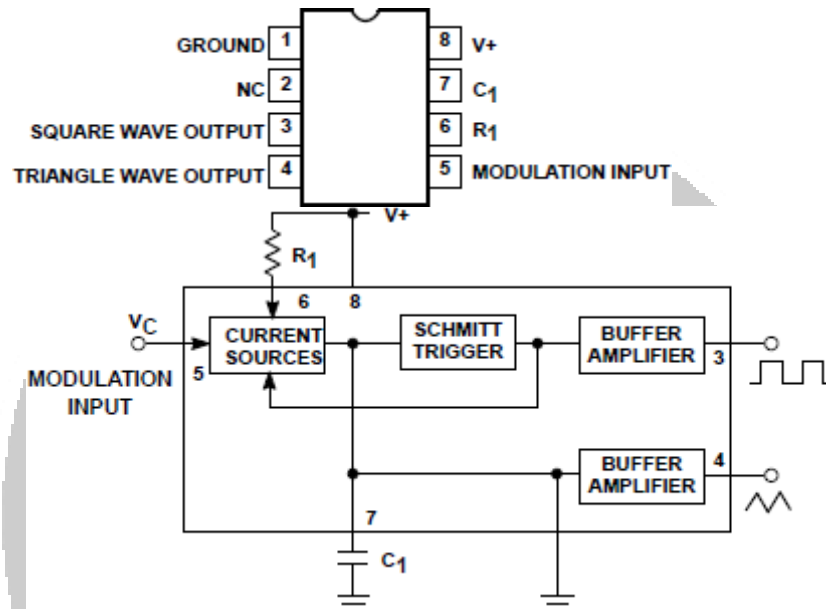 GROUND 1
8 V+
NC 2
7 C1
SQUARE WAVE OUTPUT 3
6 R1
TRIANGLE WAVE OUTPUT 4
5 MODULATION INPUT
V+
R1
6 8
VC
CURRENT
SOURCES
SCHMITT
TRIGGER
BUFFER
AMPLIFIER
3
5
MODULATION
INPUT
BUFFER
AMPLIFIER
4
7
C1